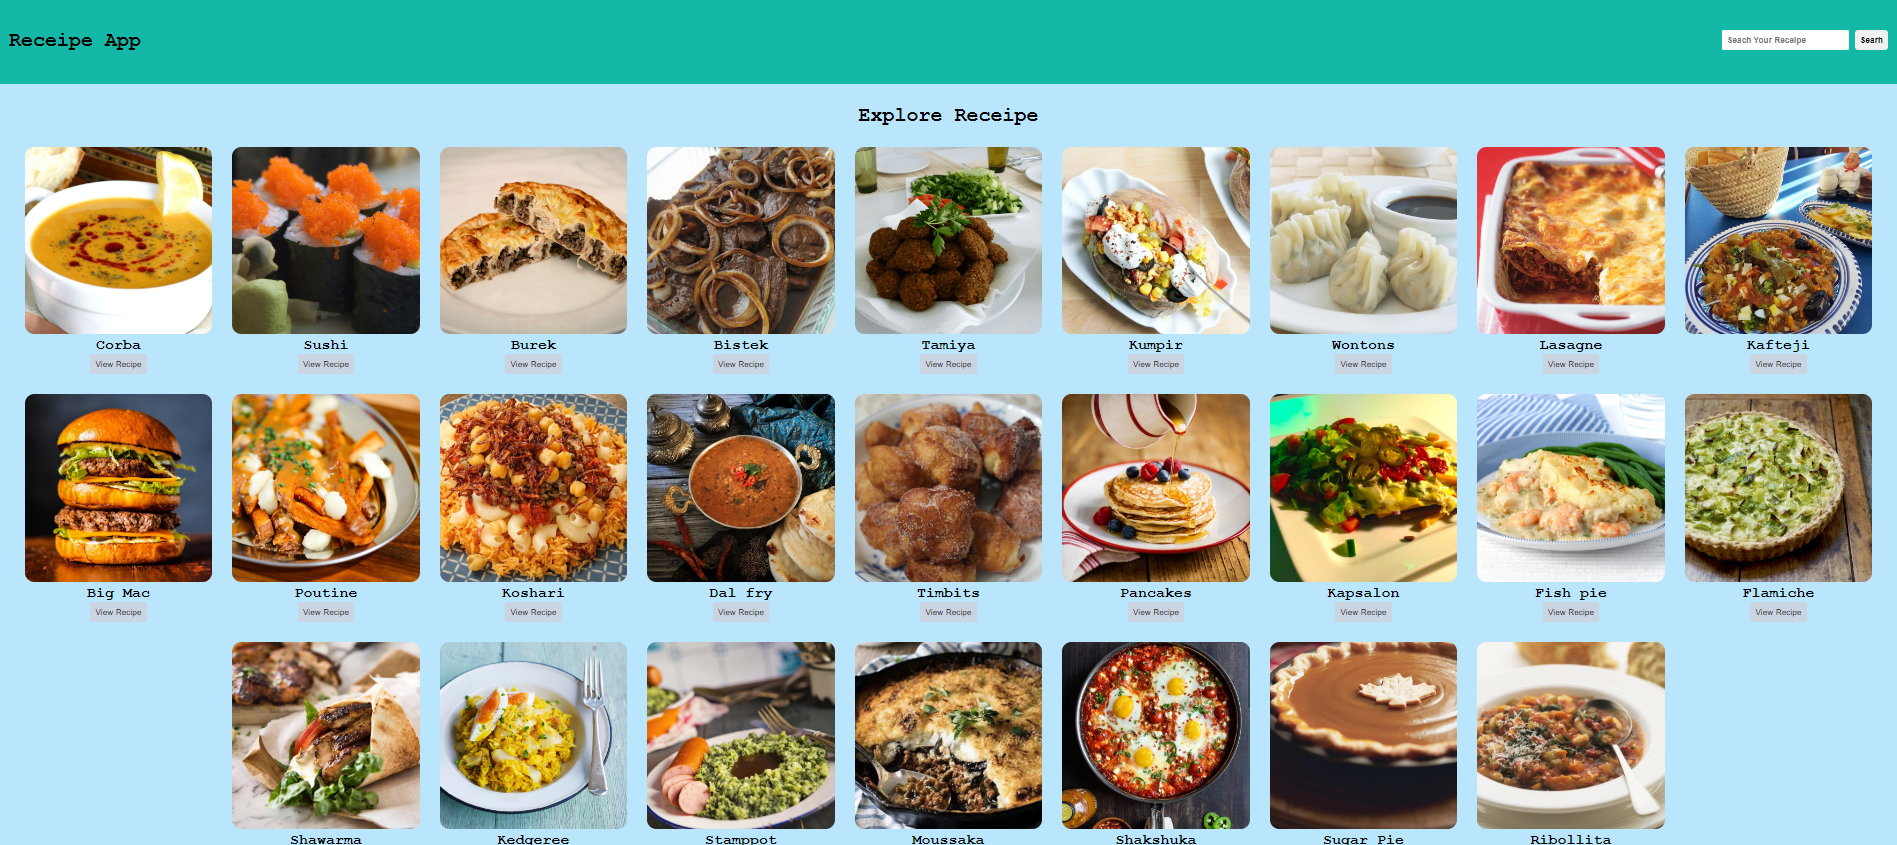 Receipe App
Seach Your Receipe
Searh
Explore Receipe
Corba
Sushi
Burek
Bistek
Tamiya
Kumpir
Wontons
Lasagne
Kafteji
View Recipe
View Recipe
View Recipe
View Recipe
View Recipe
View Recipe
View Recipe
View Recipe
View Recipe
Big Mac
Poutine
Koshari
Dal fry
Timbits
Pancakes
Kapsalon
Fish pie
Flamiche
View Recipe
View Recipe
View Recipe
View Recipe
View Recipe
View Recipe
View Recipe
View Recipe
View Recipe
Shawarma
Kedgeree
Stamppot
Moussaka
Shakshuka
Sugar Pie
Ribollita